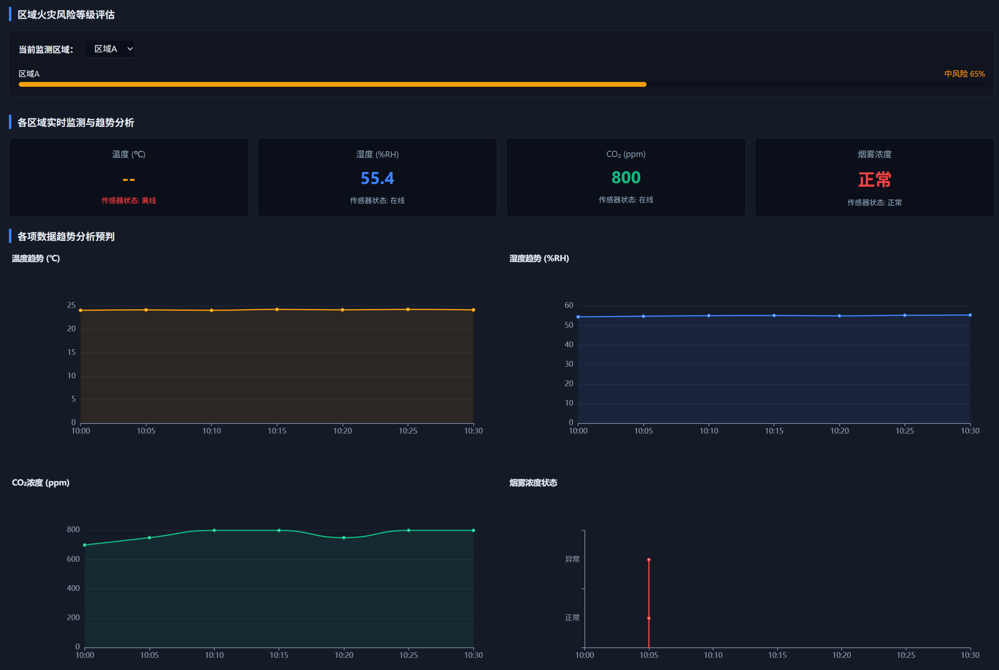 区域火灾风险等级评估
当前监测区域： 区域A
区域A 中风险 65%
各区域实时监测与趋势分析
温度 (℃)
--
传感器状态: 离线
湿度 (%RH)
55.4
传感器状态: 在线
CO₂ (ppm)
800
传感器状态: 在线
烟雾浓度
正常
传感器状态: 正常
各项数据趋势分析预判
温度趋势 (℃)
25
20
15
10
5
0
10:00 10:05 10:10 10:15 10:20 10:25 10:30
湿度趋势 (%RH)
60
50
40
30
20
10
0
10:00 10:05 10:10 10:15 10:20 10:25 10:30
CO₂浓度 (ppm)
800
600
400
200
0
10:00 10:05 10:10 10:15 10:20 10:25 10:30
烟雾浓度状态
异常
正常
10:00 10:05 10:10 10:15 10:20 10:25 10:30